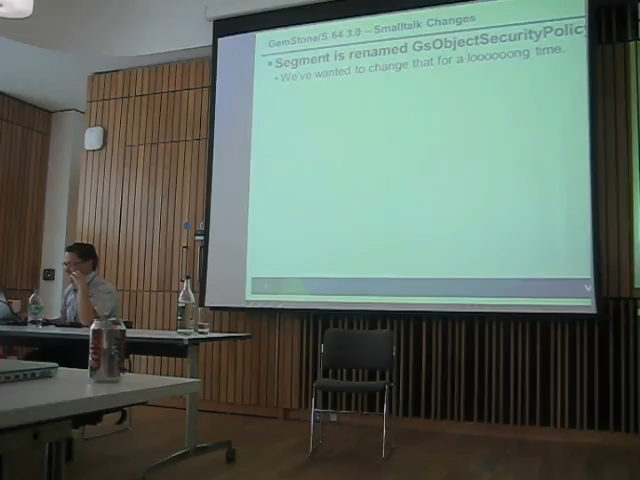 GemStone/S 64 3.0 – Smalltalk Changes
▪Segment is renamed GsObjectSecurityPolicy
• We've wanted to change that for a loooooong time.